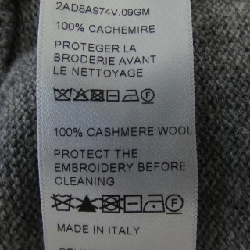 2AD8A974V.09GM
100% CACHEMIRE
PROTEGER LA
BRODERIE AVANT
LE NETTOYAGE
100% CASHMERE WOOL
PROTECT THE
EMBROIDERY BEFORE
CLEANING
MADE IN ITALY